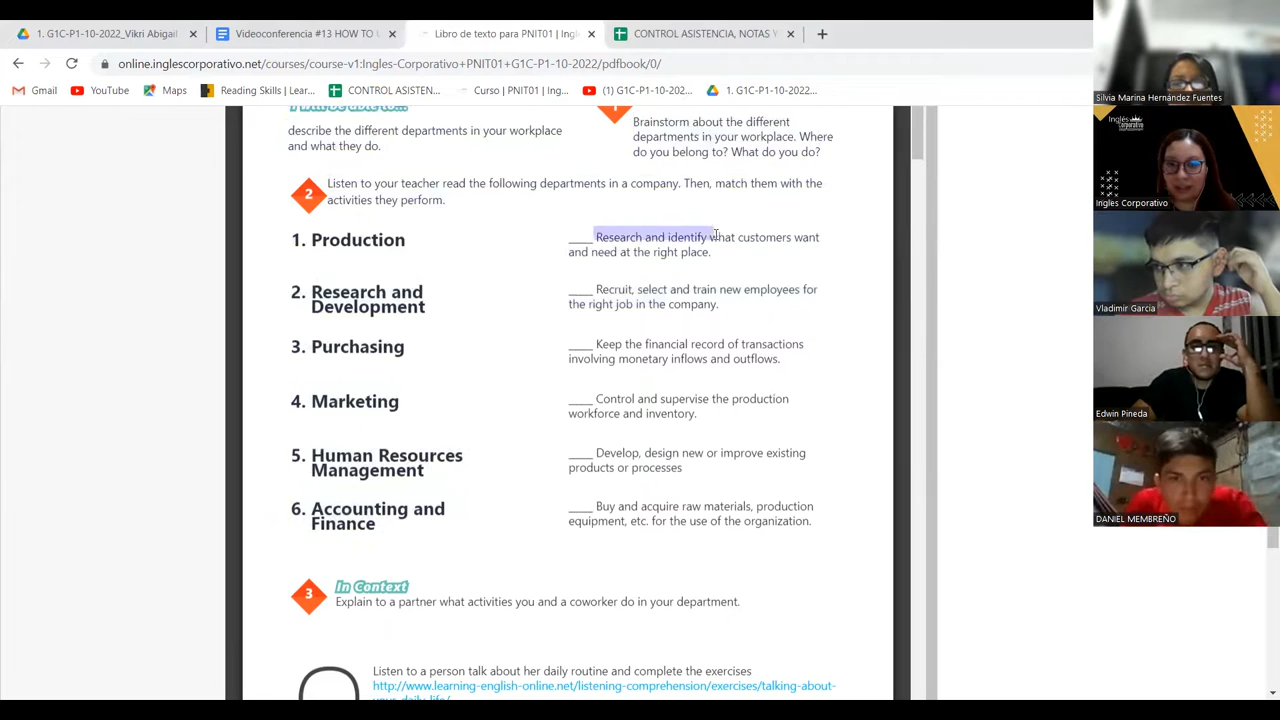 1. G1C-P1-10-2022_Vikri Abigail
Videoconferencia #13 HOW TO U
Libro de texto para PNIT01 | Ingl
CONTROL ASISTENCIA, NOTAS Y
online.inglescorporativo.net/courses/course-v1:Ingles-Corporativo+PNIT01+G1C-P1-10-2022/pdfbook/0/
Gmail
YouTube
Maps
Reading Skills | Lear...
CONTROL ASISTEN...
Curso | PNIT01 | Ing...
(1) G1C-P1-10-202...
1. G1C-P1-10-2022...
I will be able to...
describe the different departments in your workplace
and what they do.
1
Brainstorm about the different
departments in your workplace. Where
do you belong to? What do you do?
2
Listen to your teacher read the following departments in a company. Then, match them with the
activities they perform.
1. Production
____ Research and identify what customers want
and need at the right place.
2. Research and
Development
____ Recruit, select and train new employees for
the right job in the company.
3. Purchasing
____ Keep the financial record of transactions
involving monetary inflows and outflows.
4. Marketing
____ Control and supervise the production
workforce and inventory.
5. Human Resources
Management
____ Develop, design new or improve existing
products or processes
6. Accounting and
Finance
____ Buy and acquire raw materials, production
equipment, etc. for the use of the organization.
3
In Context
Explain to a partner what activities you and a coworker do in your department.
Listen to a person talk about her daily routine and complete the exercises
http://www.learning-english-online.net/listening-comprehension/exercises/talking-about-
your-daily-life/
Silvia Marina Hernández Fuentes
Inglés
Corporativo
Ingles Corporativo
Vladimir Garcia
Edwin Pineda
DANIEL MEMBREÑO